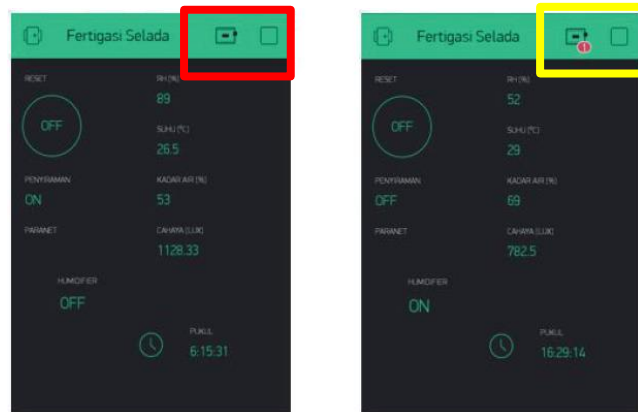 Fertigasi Selada
RESET
RH [%]
OFF
89
SUHU [°C]
26.5
PENYIRAMAN
KADAR AIR [%]
ON
53
PARANET
CAHAYA [LUX]
1128.33
HUMIDIFIER
OFF
PUKUL
6:15:31
Fertigasi Selada
1
RESET
RH [%]
OFF
52
SUHU [°C]
29
PENYIRAMAN
KADAR AIR [%]
OFF
69
PARANET
CAHAYA [LUX]
782.5
HUMIDIFIER
ON
PUKUL
16:29:14